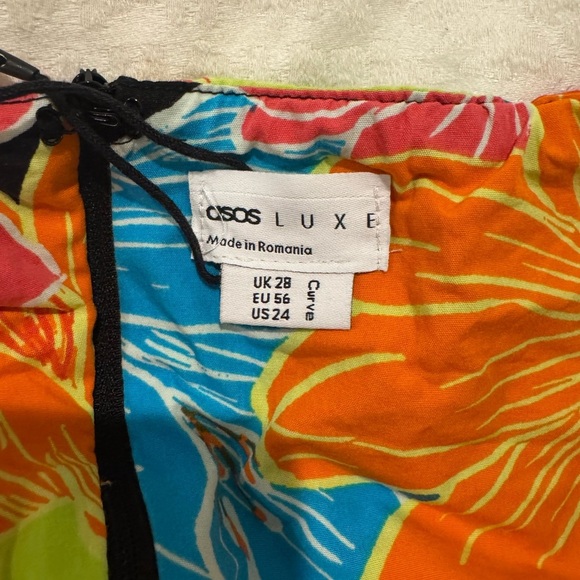 asos LUXE
Made in Romania
UK 28
EU 56
US 24
Curve